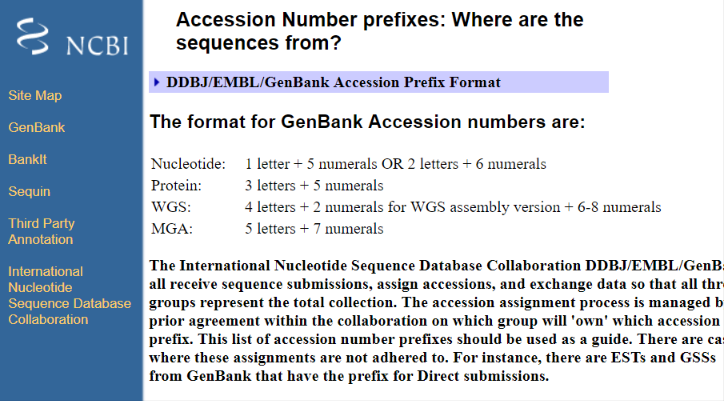 NCBI
Site Map
GenBank
BankIt
Sequin
Third Party
Annotation
International
Nucleotide
Sequence Database
Collaboration
Accession Number prefixes: Where are the
sequences from?
DDBJ/EMBL/GenBank Accession Prefix Format
The format for GenBank Accession numbers are:
Nucleotide: 1 letter + 5 numerals OR 2 letters + 6 numerals
Protein: 3 letters + 5 numerals
WGS: 4 letters + 2 numerals for WGS assembly version + 6-8 numerals
MGA: 5 letters + 7 numerals
The International Nucleotide Sequence Database Collaboration DDBJ/EMBL/GenB
all receive sequence submissions, assign accessions, and exchange data so that all thr
groups represent the total collection. The accession assignment process is managed b
prior agreement within the collaboration on which group will 'own' which accession
prefix. This list of accession number prefixes should be used as a guide. There are ca
where these assignments are not adhered to. For instance, there are ESTs and GSSs
from GenBank that have the prefix for Direct submissions.